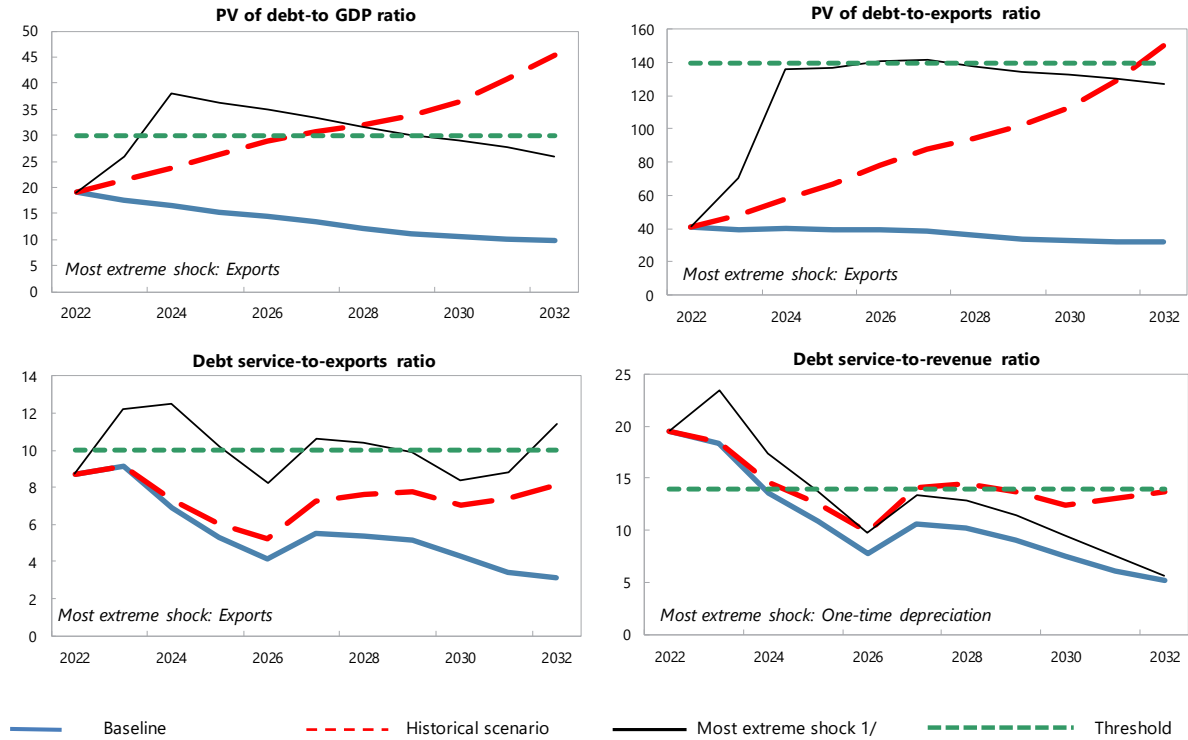 PV of debt-to GDP ratio
50
45
40
35
30
25
20
15
10
5
0
Most extreme shock: Exports
2022 2024 2026 2028 2030 2032
PV of debt-to-exports ratio
160
140
120
100
80
60
40
20
0
Most extreme shock: Exports
2022 2024 2026 2028 2030 2032
Debt service-to-exports ratio
14
12
10
8
6
4
2
0
Most extreme shock: Exports
2022 2024 2026 2028 2030 2032
Debt service-to-revenue ratio
25
20
15
10
5
0
Most extreme shock: One-time depreciation
2022 2024 2026 2028 2030 2032
Baseline Historical scenario Most extreme shock 1/ Threshold